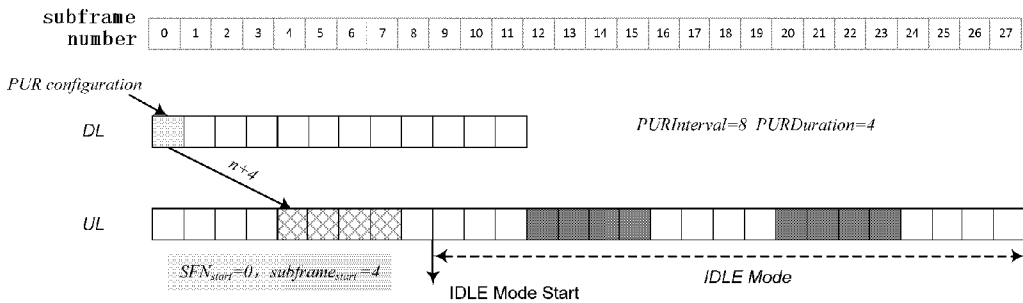 subframe
number
0 1 2 3 4 5 6 7 8 9 10 11 12 13 14 15 16 17 18 19 20 21 22 23 24 25 26 27
PUR configuration
DL
PURInterval=8 PURDuration=4
n+4
UL
SFNstart=0, subframestart=4
IDLE Mode
IDLE Mode Start